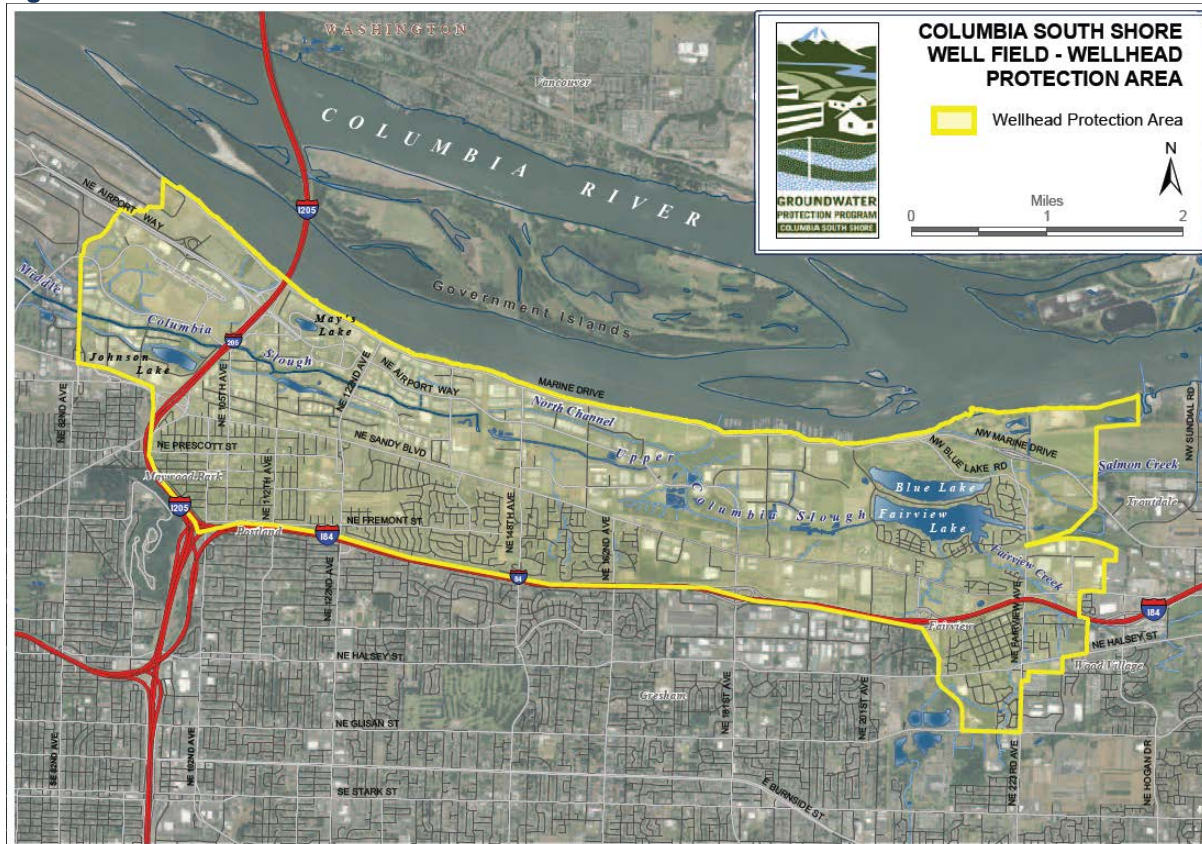 WASHINGTON
Vancouver
COLUMBIA RIVER
COLUMBIA SOUTH SHORE
WELL FIELD - WELLHEAD
PROTECTION AREA
Wellhead Protection Area
N
Miles
0 1 2
GROUNDWATER
PROTECTION PROGRAM
COLUMBIA SOUTH SHORE
NE AIRPORT WAY
I205
Government Islands
Middle
Columbia
Slough
May's
Lake
Johnson
Lake
205
NE 82ND AVE
NE 105TH AVE
NE 122ND AVE
NE AIRPORT WAY
MARINE DRIVE
North Channel
NE PRESCOTT ST
NE SANDY BLVD
Upper
Columbia Slough
NW BLUE LAKE RD
NW MARINE DRIVE
NW SUNDIAL RD
Salmon Creek
Troutdale
Blue Lake
Fairview
Lake
Fairview Creek
Maywood Park
I205
NE 112TH AVE
Portland
NE FREMONT ST
I84
NE 148TH AVE
84
NE 162ND AVE
NE 122ND AVE
Fairview
NE FAIRVIEW AVE
I84
NE HALSEY ST
Wood Village
NE HALSEY ST
Gresham
NE 181ST AVE
NE 201ST AVE
NE GLISAN ST
SE 82ND AVE
NE 102ND AVE
SE STARK ST
E BURNSIDE ST
NE 223RD AVE
NE HOGAN DR